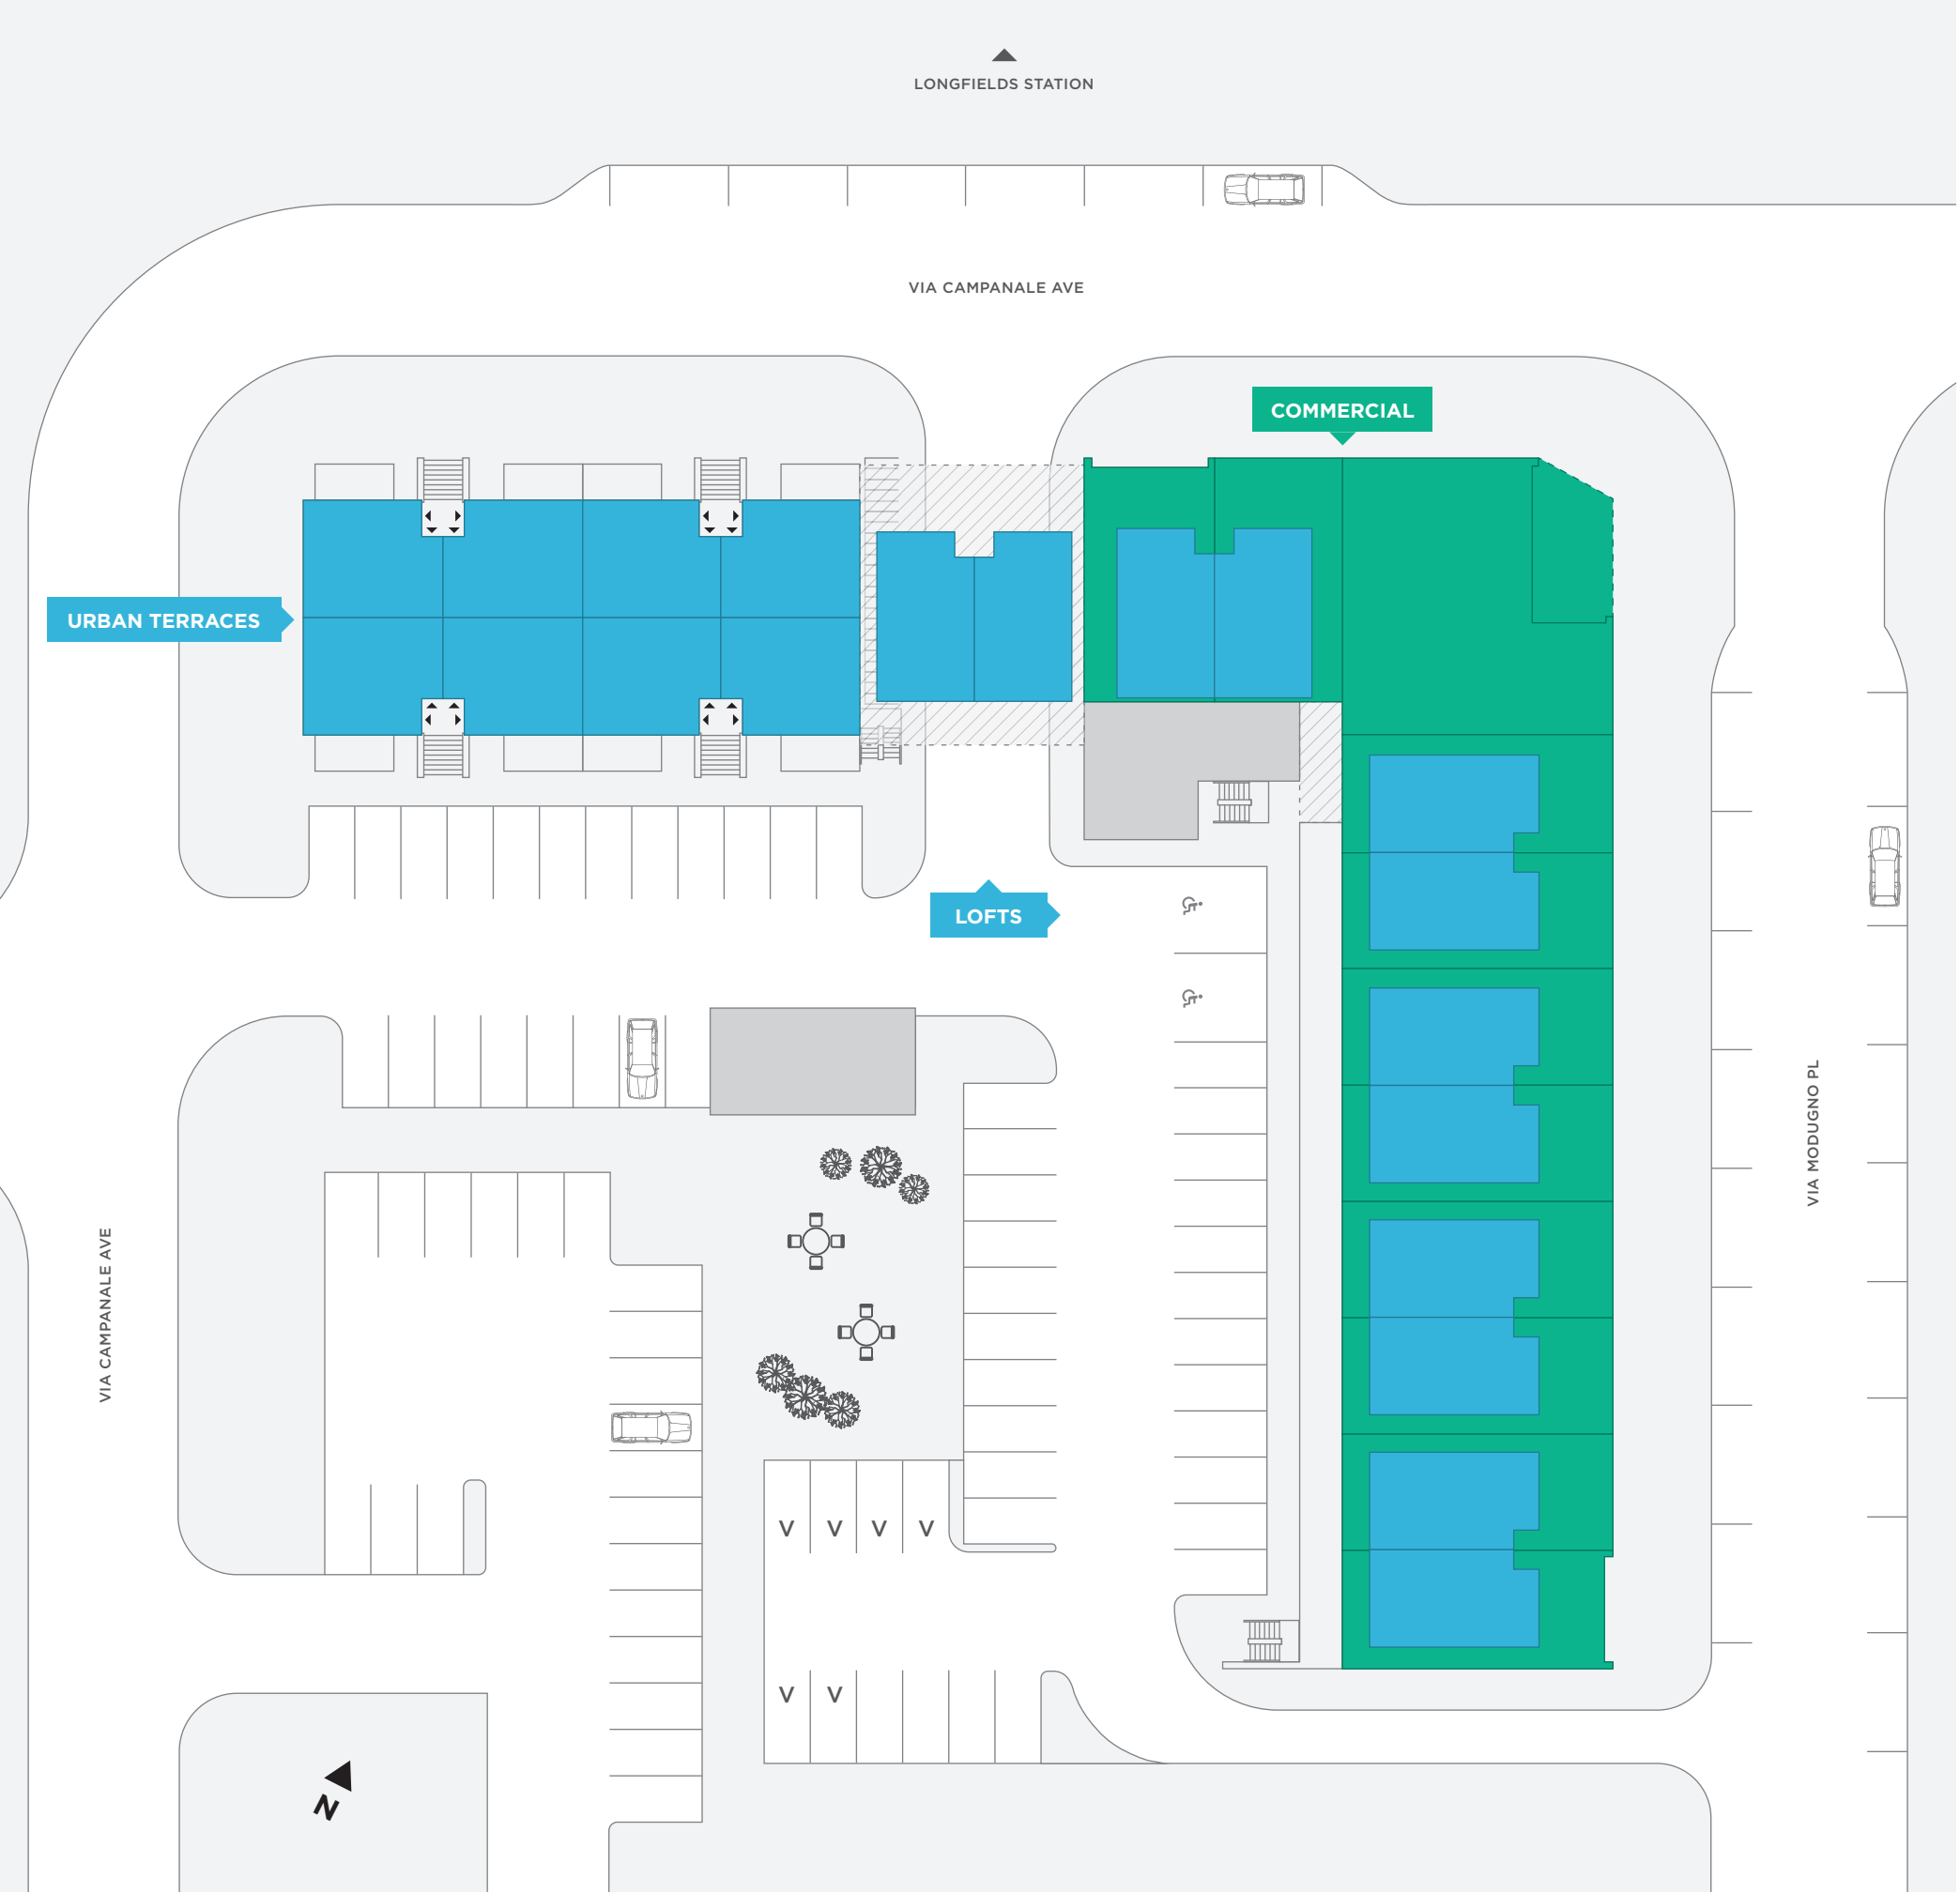 LONGFIELDS STATION
VIA CAMPANALE AVE
COMMERCIAL
URBAN TERRACES
LOFTS
VIA MODUGNO PL
VIA CAMPANALE AVE
V V V V
V V
N